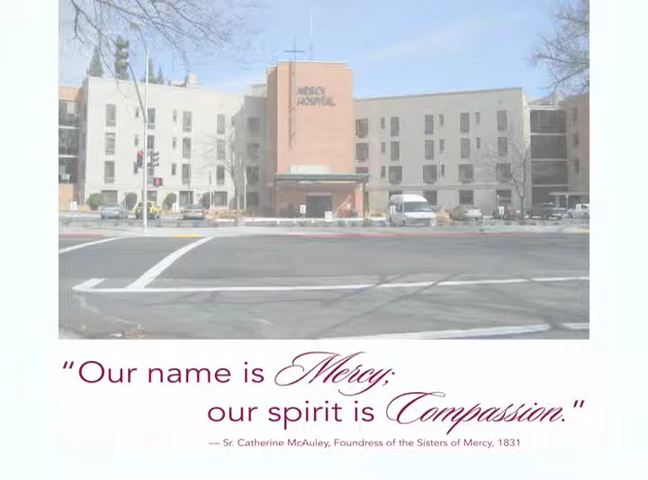 MERCY
HOSPITAL
“Our name is Mercy;
our spirit is Compassion.”
— Sr. Catherine McAuley, Foundress of the Sisters of Mercy, 1831